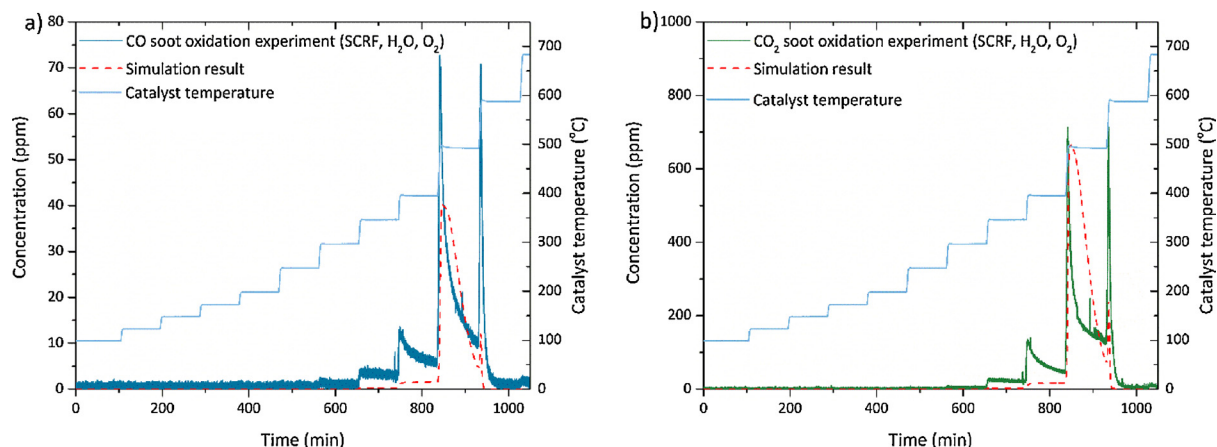 a)
CO soot oxidation experiment (SCRF, H₂O, O₂)
Simulation result
Catalyst temperature
Concentration (ppm)
80
70
60
50
40
30
20
10
0
700
600
500
400
300
200
100
0
Catalyst temperature (°C)
0 200 400 600 800 1000
Time (min)
b)
CO₂ soot oxidation experiment (SCRF, H₂O, O₂)
Simulation result
Catalyst temperature
Concentration (ppm)
1000
800
600
400
200
0
700
600
500
400
300
200
100
0
Catalyst temperature (°C)
0 200 400 600 800 1000
Time (min)